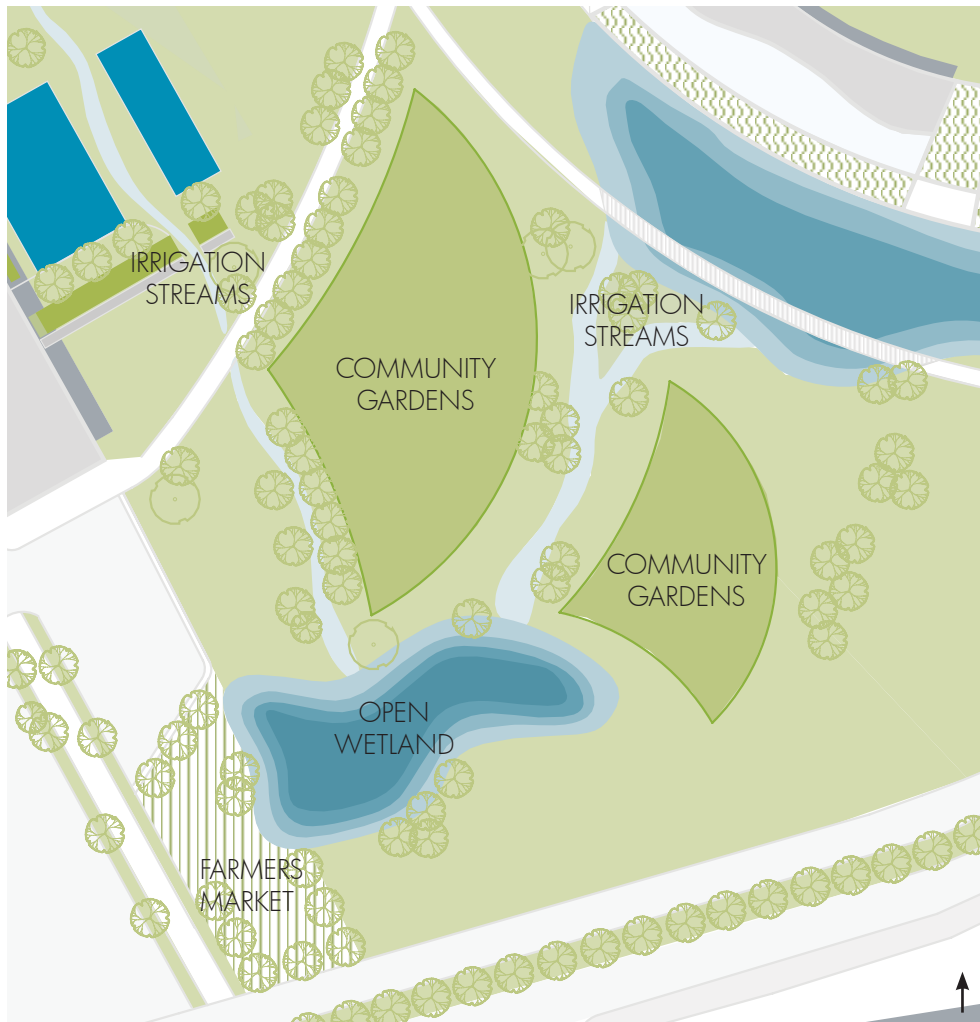 IRRIGATION
STREAMS
IRRIGATION
STREAMS
COMMUNITY
GARDENS
COMMUNITY
GARDENS
OPEN
WETLAND
FARMERS
MARKET